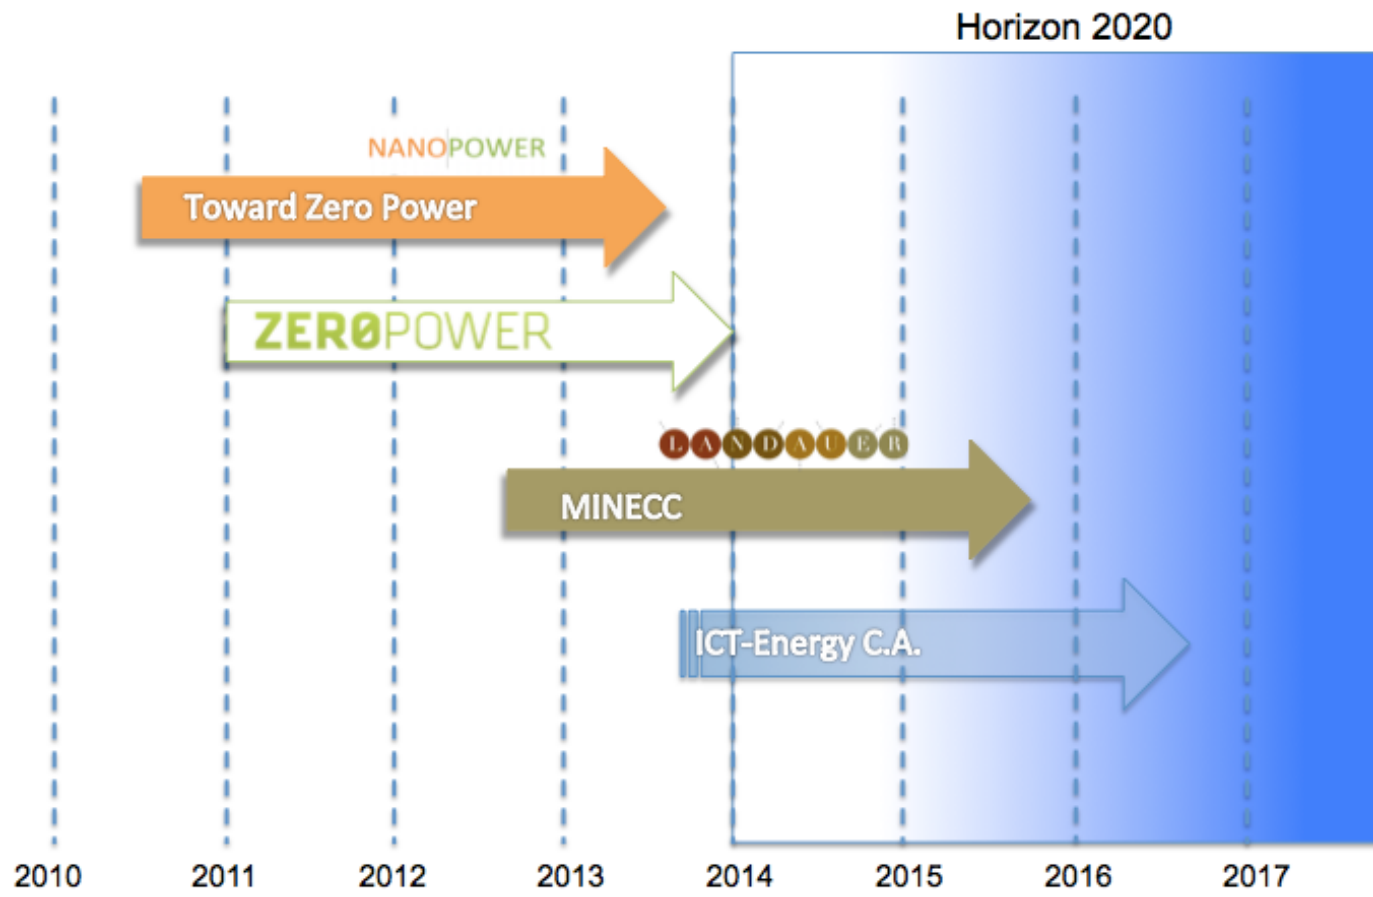 Horizon 2020
NANOPOWER
Toward Zero Power
ZEROPOWER
LANDAUER
MINECC
ICT-Energy C.A.
2010 2011 2012 2013 2014 2015 2016 2017